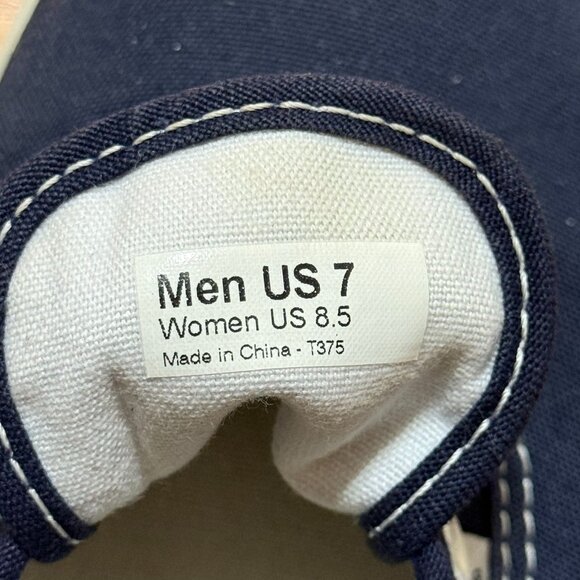 Men US 7
Women US 8.5
Made in China - T375